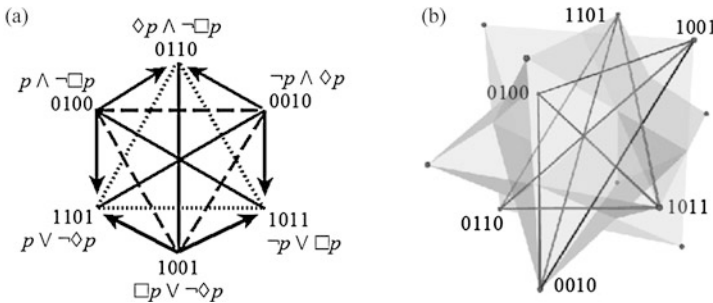 (a)
◇p ∧ ¬□p
0110
p ∧ ¬□p
0100
¬p ∧ ◇p
0010
1101
p ∨ ¬◇p
1011
¬p ∨ □p
1001
□p ∨ ¬◇p
(b)
1101
1001
0100
1011
0110
0010